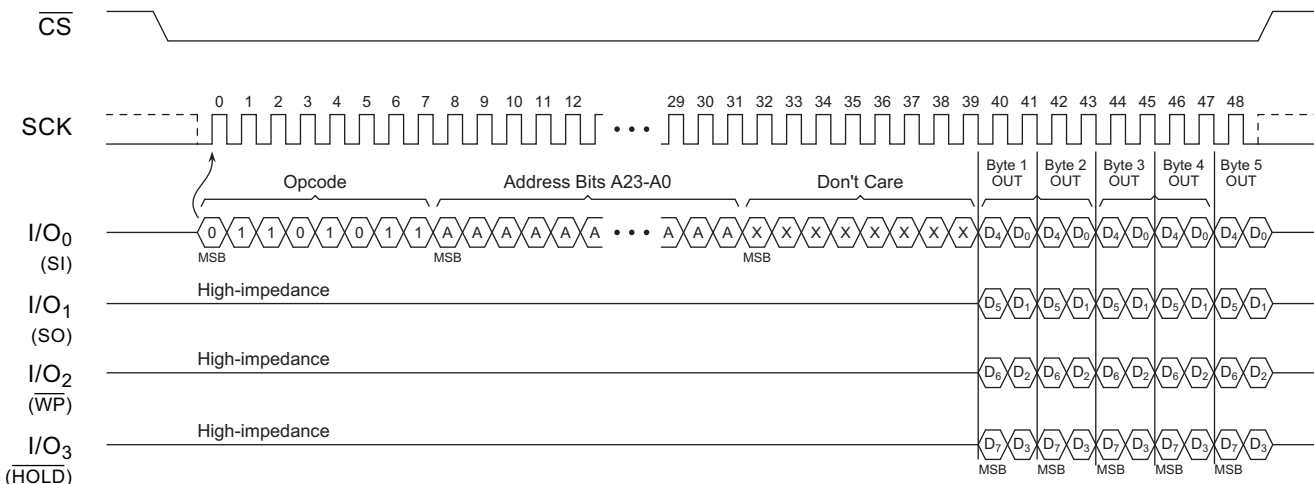 CS
SCK
0 1 2 3 4 5 6 7 8 9 10 11 12 29 30 31 32 33 34 35 36 37 38 39 40 41 42 43 44 45 46 47 48
• • •
Opcode
Address Bits A23-A0
Don't Care
Byte 1 OUT
Byte 2 OUT
Byte 3 OUT
Byte 4 OUT
Byte 5 OUT
I/O0 (SI)
0 1 1 0 1 0 1 1 A A A A A A • • • A A A X X X X X X X X D4 D0 D4 D0 D4 D0 D4 D0 D4 D0
MSB MSB MSB
I/O1 (SO)
High-impedance
D5 D1 D5 D1 D5 D1 D5 D1 D5 D1
I/O2 (WP)
High-impedance
D6 D2 D6 D2 D6 D2 D6 D2 D6 D2
I/O3 (HOLD)
High-impedance
D7 D3 D7 D3 D7 D3 D7 D3 D7 D3
MSB MSB MSB MSB MSB